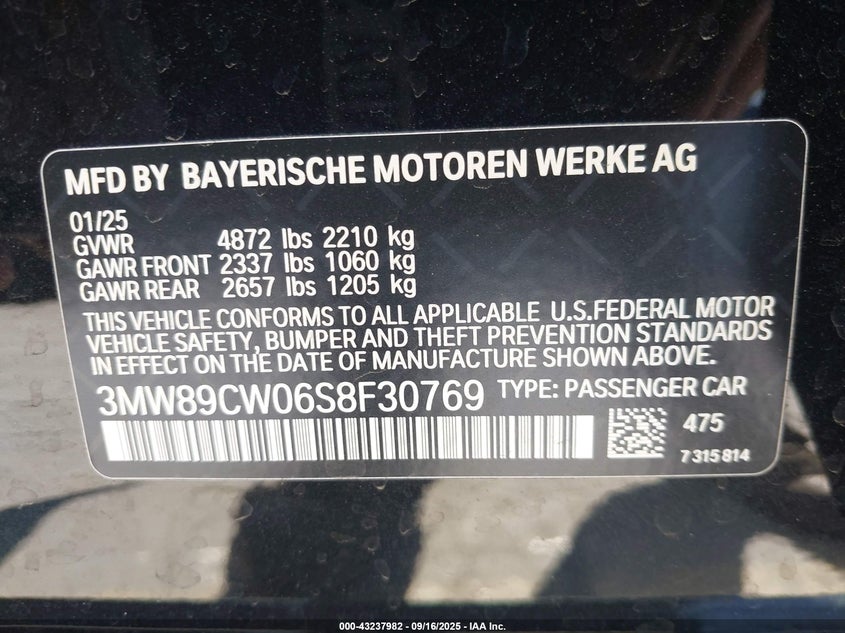 MFD BY BAYERISCHE MOTOREN WERKE AG
01/25
GVWR 4872 lbs 2210 kg
GAWR FRONT 2337 lbs 1060 kg
GAWR REAR 2657 lbs 1205 kg
THIS VEHICLE CONFORMS TO ALL APPLICABLE U.S.FEDERAL MOTOR
VEHICLE SAFETY, BUMPER AND THEFT PREVENTION STANDARDS
IN EFFECT ON THE DATE OF MANUFACTURE SHOWN ABOVE.
3MW89CW06S8F30769 TYPE: PASSENGER CAR
475
7 315 814
000-43237982 - 09/16/2025 - IAA Inc.